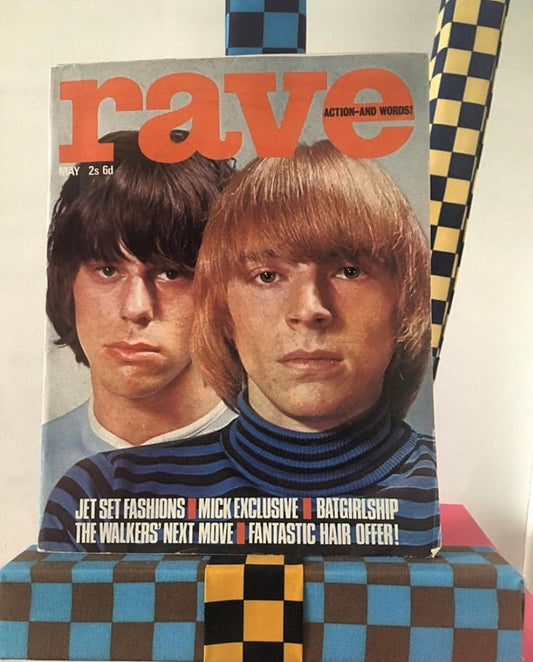 rave
ACTION–AND WORDS!
MAY 2s 6d
JET SET FASHIONS MICK EXCLUSIVE BATGIRLSHIP
THE WALKERS' NEXT MOVE FANTASTIC HAIR OFFER!